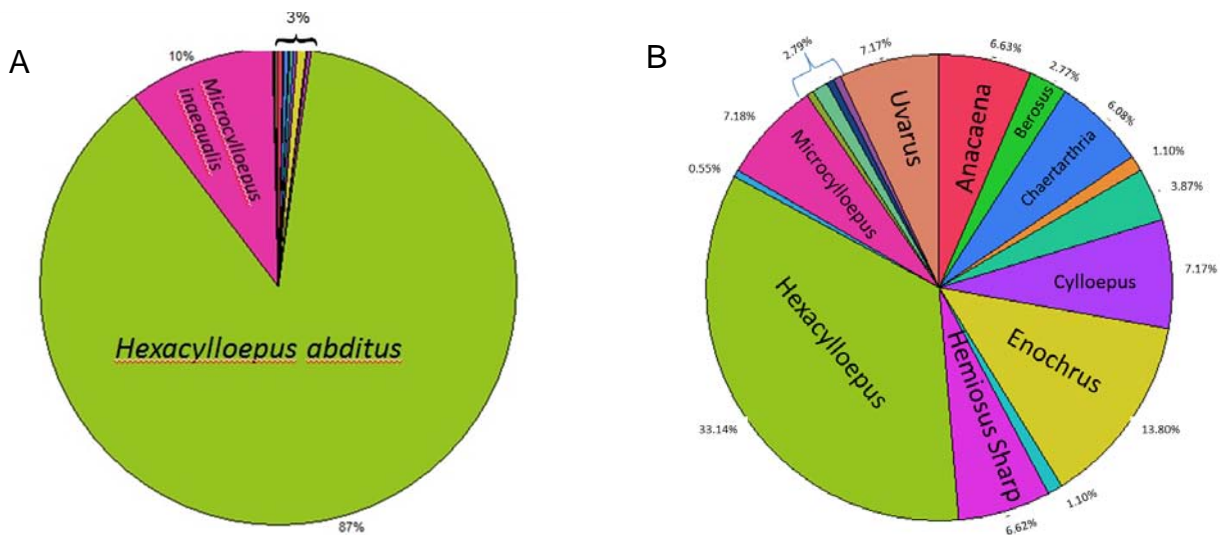 A
3%
10%
Microcylloepus
inaequalis
Hexacylloepus abditus
87%
B
2.79%
7.17%
6.63%
2.77%
6.08%
1.10%
3.87%
7.17%
13.80%
1.10%
6.62%
33.14%
0.55%
7.18%
Uvarus
Anacaena
Berosus
Chaertarthria
Cylloepus
Enochrus
Hemiosus Sharp
Hexacylloepus
Microcylloepus